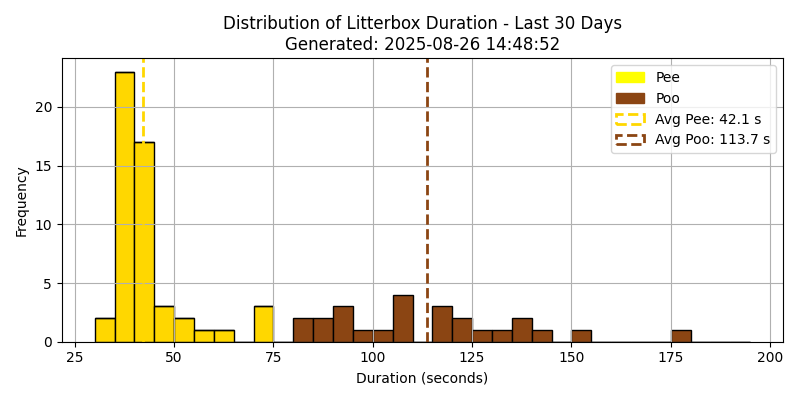 Distribution of Litterbox Duration - Last 30 Days
Generated: 2025-08-26 14:48:52
Pee
Poo
Avg Pee: 42.1 s
Avg Poo: 113.7 s
Frequency
20
15
10
5
0
25 50 75 100 125 150 175 200
Duration (seconds)